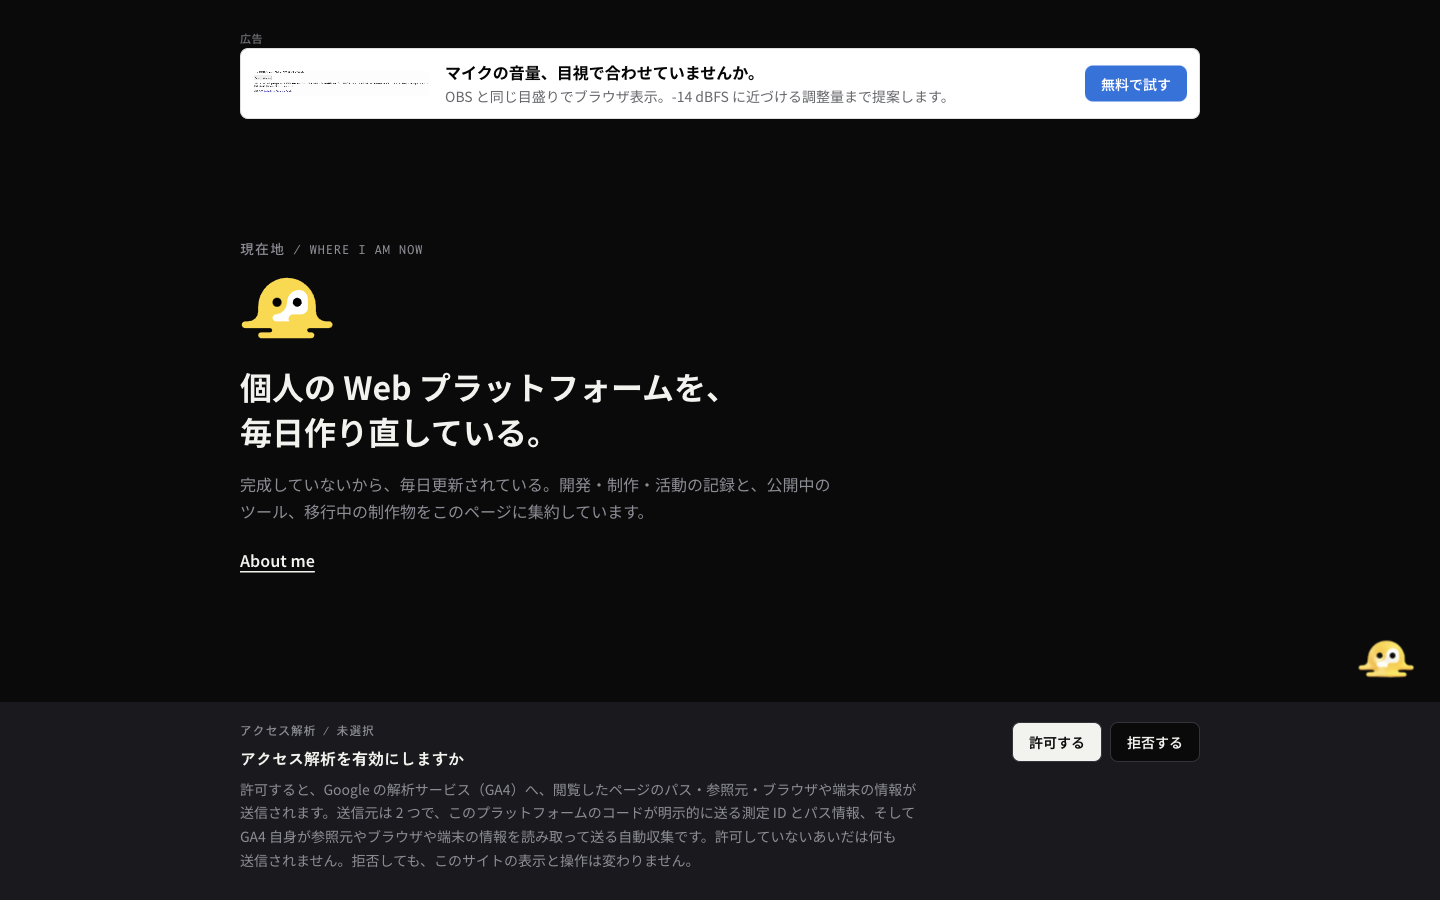 広告
マイクの音量、目視で合わせていませんか。
OBS と同じ目盛りでブラウザ表示。-14 dBFS に近づける調整量まで提案します。
無料で試す
現在地 / WHERE I AM NOW
個人の Web プラットフォームを、
毎日作り直している。
完成していないから、毎日更新されている。開発・制作・活動の記録と、公開中の
ツール、移行中の制作物をこのページに集約しています。
About me
アクセス解析 / 未選択
アクセス解析を有効にしますか
許可すると、Google の解析サービス（GA4）へ、閲覧したページのパス・参照元・ブラウザや端末の情報が
送信されます。送信元は 2 つで、このプラットフォームのコードが明示的に送る測定 ID とパス情報、そして
GA4 自身が参照元やブラウザや端末の情報を読み取って送る自動収集です。許可していないあいだは何も
送信されません。拒否しても、このサイトの表示と操作は変わりません。
許可する
拒否する